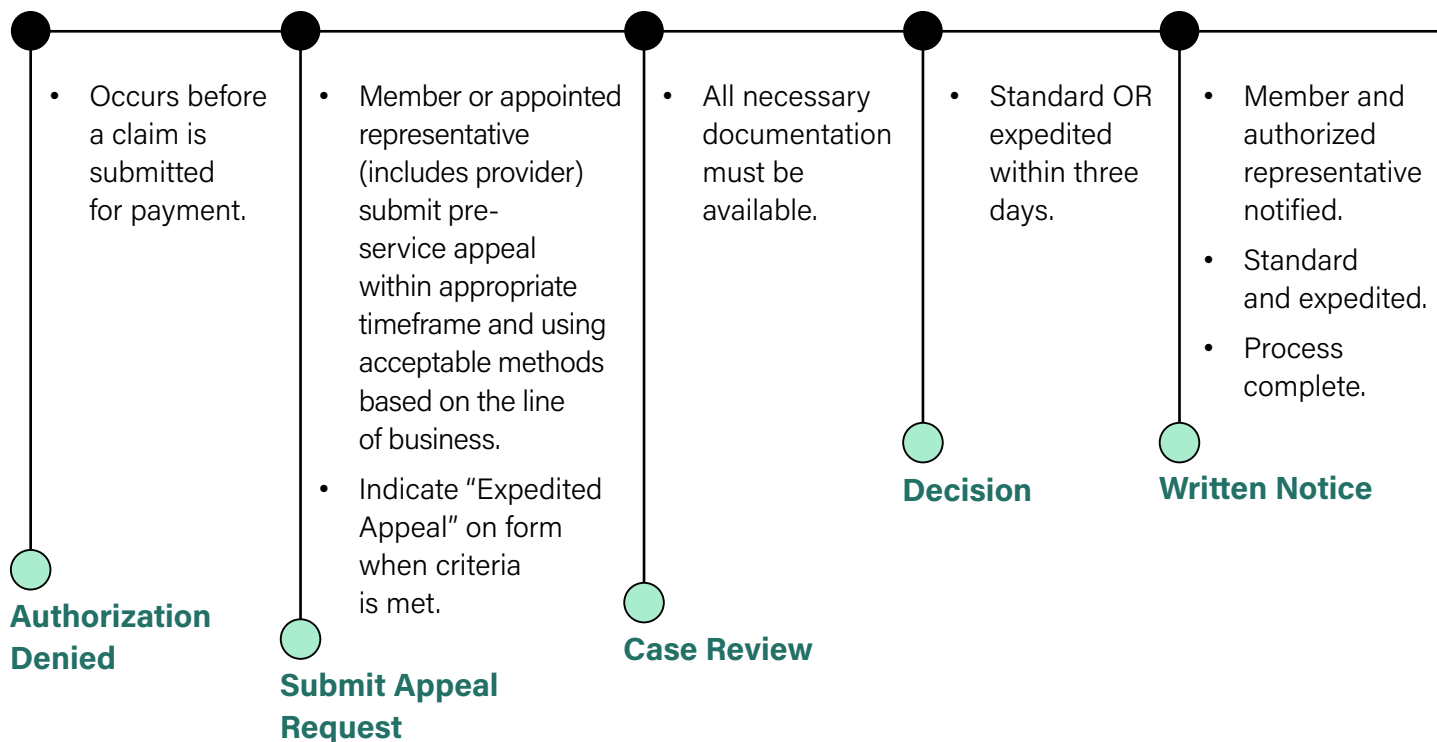 • Occurs before
a claim is
submitted
for payment.
Authorization
Denied
• Member or appointed
representative
(includes provider)
submit pre-
service appeal
within appropriate
timeframe and using
acceptable methods
based on the line
of business.
• Indicate “Expedited
Appeal” on form
when criteria
is met.
Submit Appeal
Request
• All necessary
documentation
must be
available.
Case Review
• Standard OR
expedited
within three
days.
Decision
• Member and
authorized
representative
notified.
• Standard
and expedited.
• Process
complete.
Written Notice